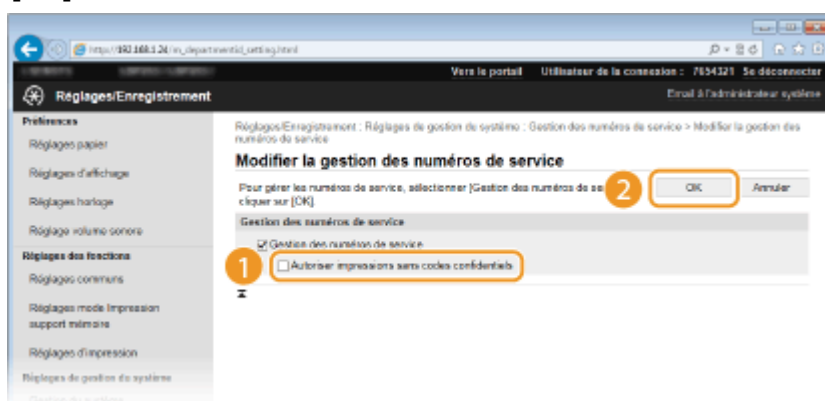 http://192.168.1.24/m_departmentid_setting.html
Vers le portail Utilisateur de la connexion : 7654321 Se déconnecter
Réglages/Enregistrement
Email à l'administrateur système
Préférences
Réglages papier
Réglages d'affichage
Réglages horloge
Réglage volume sonore
Réglages des fonctions
Réglages communs
Réglages mode Impression
support mémoire
Réglages d'impression
Réglages de gestion du système
Gestion du système
Réglages/Enregistrement : Réglages de gestion du système : Gestion des numéros de service > Modifier la gestion des
numéros de service
Modifier la gestion des numéros de service
Pour gérer les numéros de service, sélectionner [Gestion des numéros de se
cliquer sur [OK]
2
OK
Annuler
Gestion des numéros de service
Gestion des numéros de service
1
Autoriser impressions sans codes confidentiels